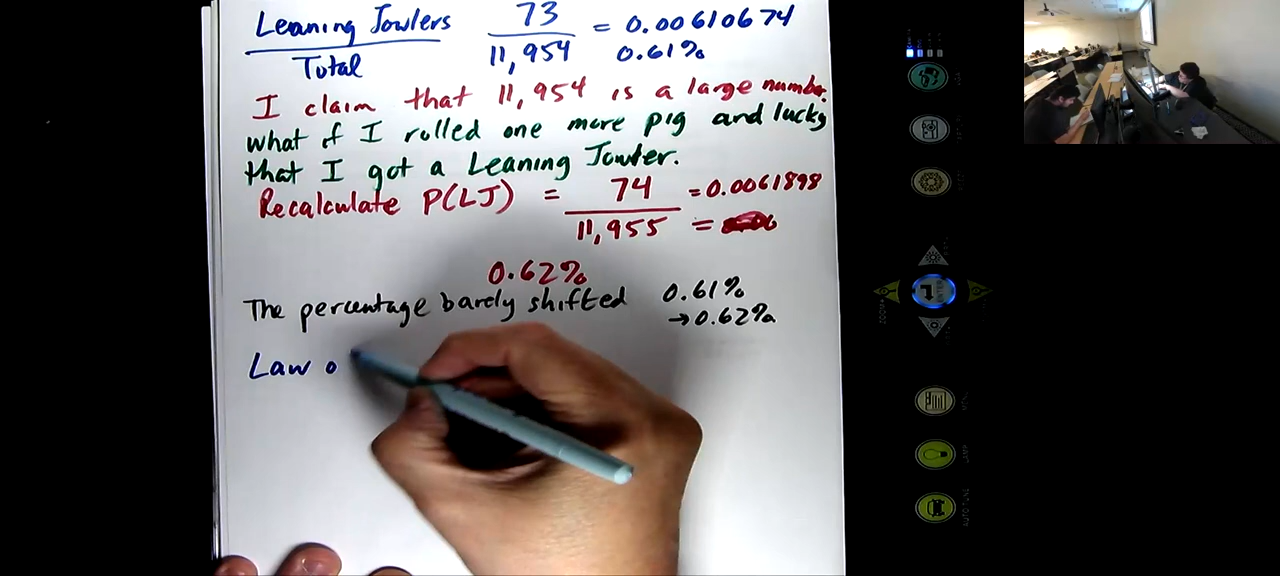 Leaning Jowlers 73 = 0.00610674
Total 11,954 0.61%
I claim that 11,954 is a large number.
what if I rolled one more pig and lucky
that I got a Leaning Jowler.
Recalculate P(LJ) = 74 = 0.0061898
11,955 =
0.62%
The percentage barely shifted 0.61%
→0.62%
Law o